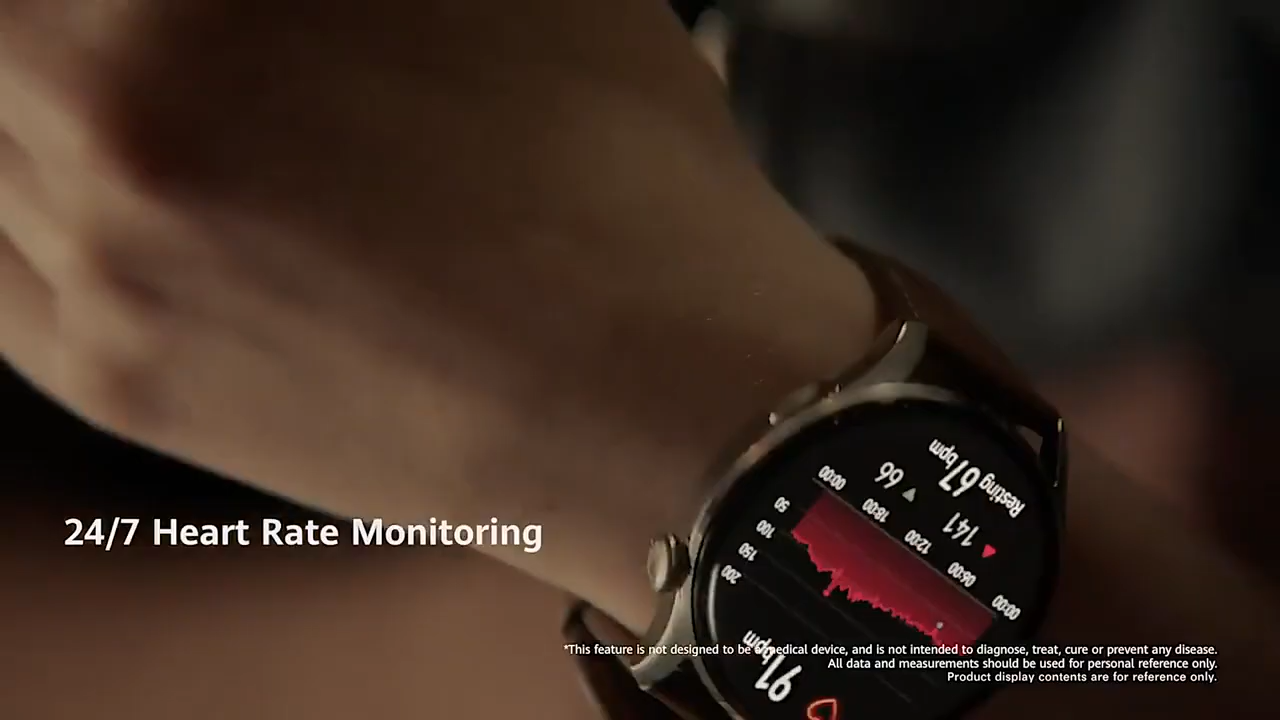 24/7 Heart Rate Monitoring
91 bpm
200
150
100
50
00:00
06:00
12:00
18:00
00:00
141
66
Resting 67 bpm
*This feature is not designed to be a medical device, and is not intended to diagnose, treat, cure or prevent any disease.
All data and measurements should be used for personal reference only.
Product display contents are for reference only.